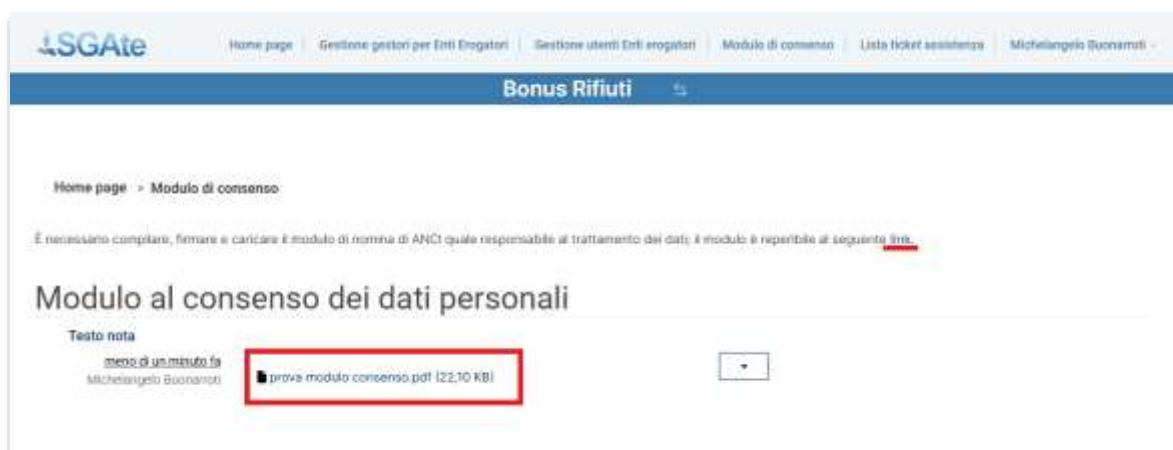 SGAte
Home page Gestione gestori per Enti Erogatori Gestione utenti Enti erogatori Modulo di consenso Lista ticket assistenza Michelangelo Buonarroti
Bonus Rifiuti
Home page > Modulo di consenso
È necessario compilare, firmare e caricare il modulo di nomina di ANCI quale responsabile al trattamento dei dati; il modulo è reperibile al seguente link.
Modulo al consenso dei dati personali
Testo nota
meno di un minuto fa
Michelangelo Buonarroti
prova modulo consenso.pdf (22,10 KB)